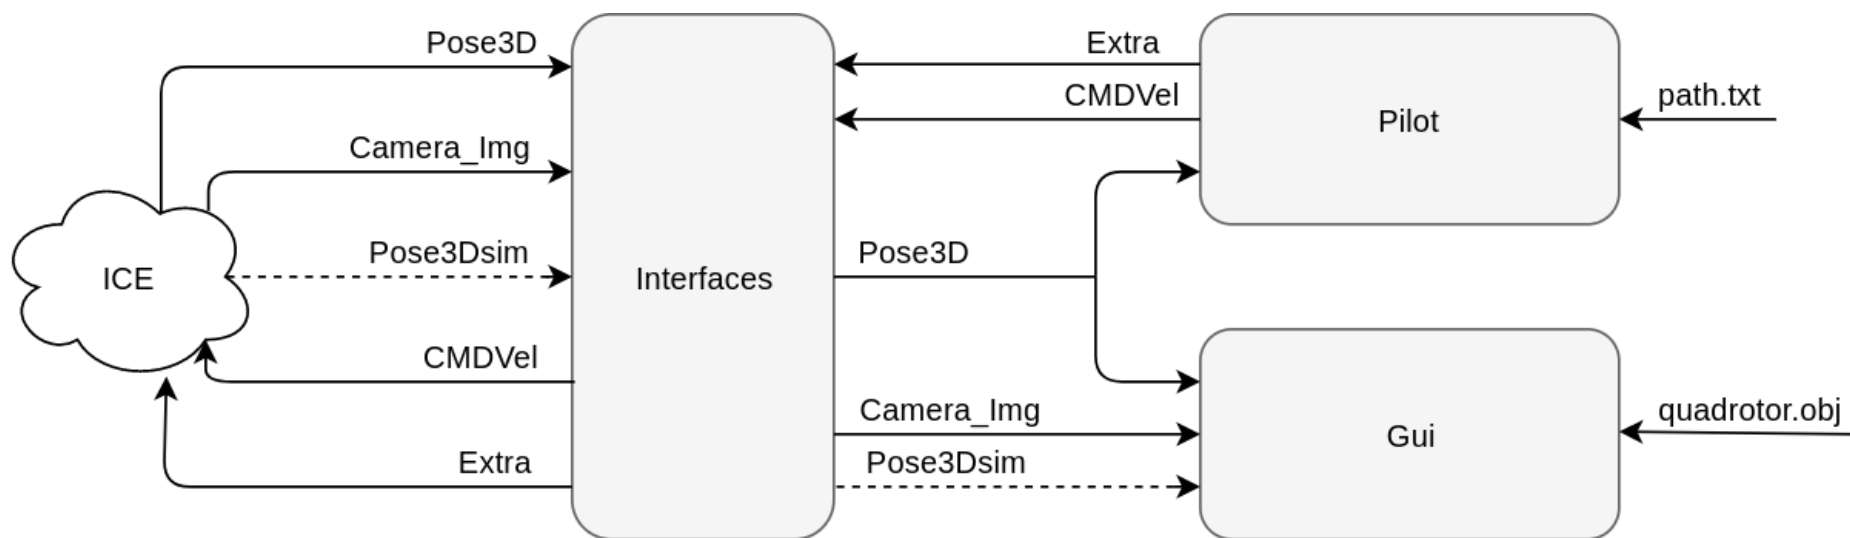 Pose3D
Extra
CMDVel
path.txt
Pilot
Camera_Img
Pose3Dsim
ICE
Interfaces
Pose3D
CMDVel
Camera_Img
quadrotor.obj
Gui
Extra
Pose3Dsim